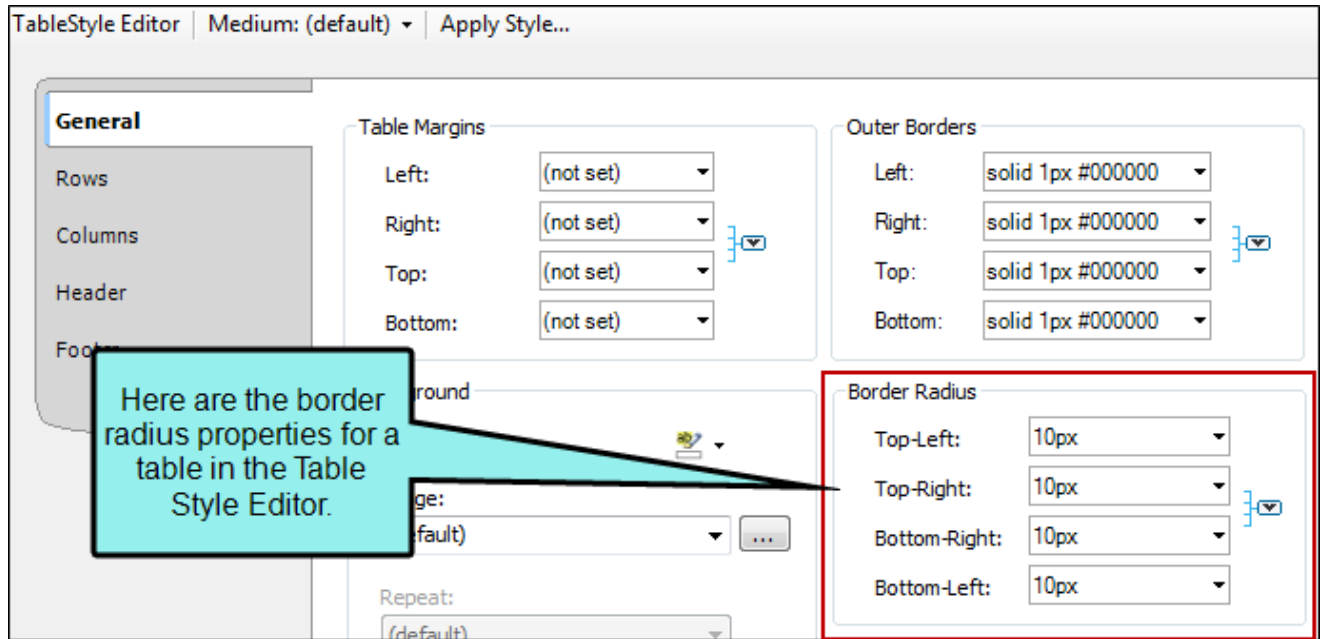 TableStyle Editor Medium: (default) Apply Style...
General
Rows
Columns
Header
Table Margins
Left: (not set)
Right: (not set)
Top: (not set)
Bottom: (not set)
Outer Borders
Left: solid 1px #000000
Right: solid 1px #000000
Top: solid 1px #000000
Bottom: solid 1px #000000
Here are the border
radius properties for a
table in the Table
Style Editor.
...
Repeat:
(default)
Border Radius
Top-Left: 10px
Top-Right: 10px
Bottom-Right: 10px
Bottom-Left: 10px